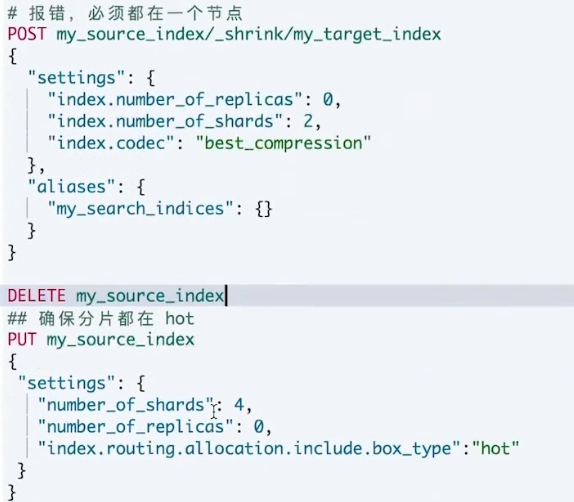 # 报错，必须都在一个节点
POST my_source_index/_shrink/my_target_index
{
"settings": {
"index.number_of_replicas": 0,
"index.number_of_shards": 2,
"index.codec": "best_compression"
},
"aliases": {
"my_search_indices": {}
}
}
DELETE my_source_index
## 确保分片都在 hot
PUT my_source_index
{
"settings": {
"number_of_shards": 4,
"number_of_replicas": 0,
"index.routing.allocation.include.box_type":"hot"
}
}